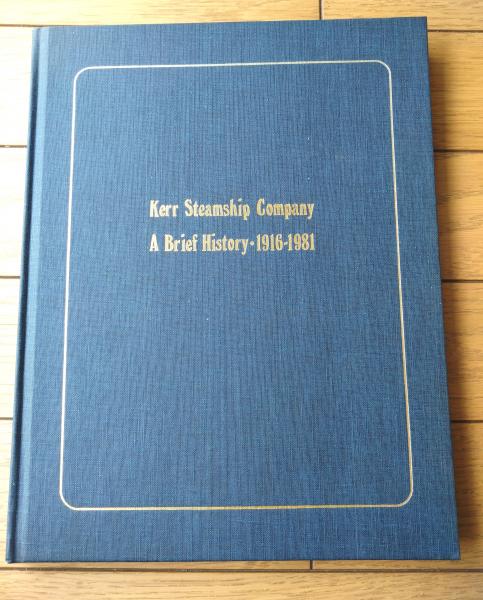 Kerr Steamship Company
A Brief History•1916-1981